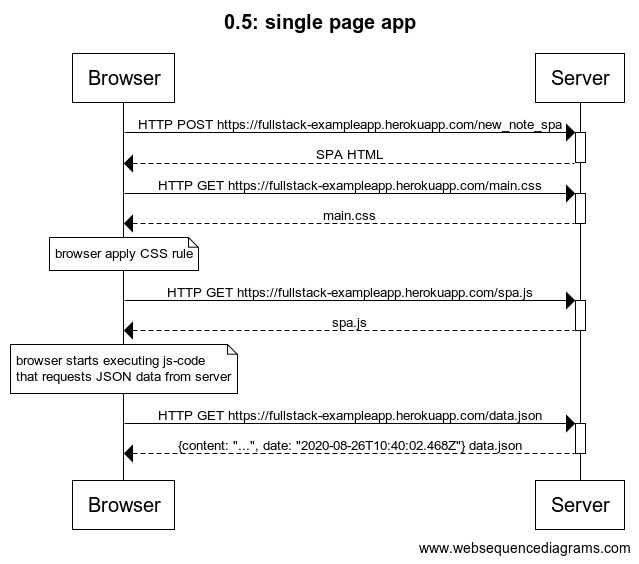 0.5: single page app
Browser
Server
HTTP POST https://fullstack-exampleapp.herokuapp.com/new_note_spa
SPA HTML
HTTP GET https://fullstack-exampleapp.herokuapp.com/main.css
main.css
browser apply CSS rule
HTTP GET https://fullstack-exampleapp.herokuapp.com/spa.js
spa.js
browser starts executing js-code
that requests JSON data from server
HTTP GET https://fullstack-exampleapp.herokuapp.com/data.json
{content: "...", date: "2020-08-26T10:40:02.468Z"} data.json
Browser
Server
www.websequencediagrams.com